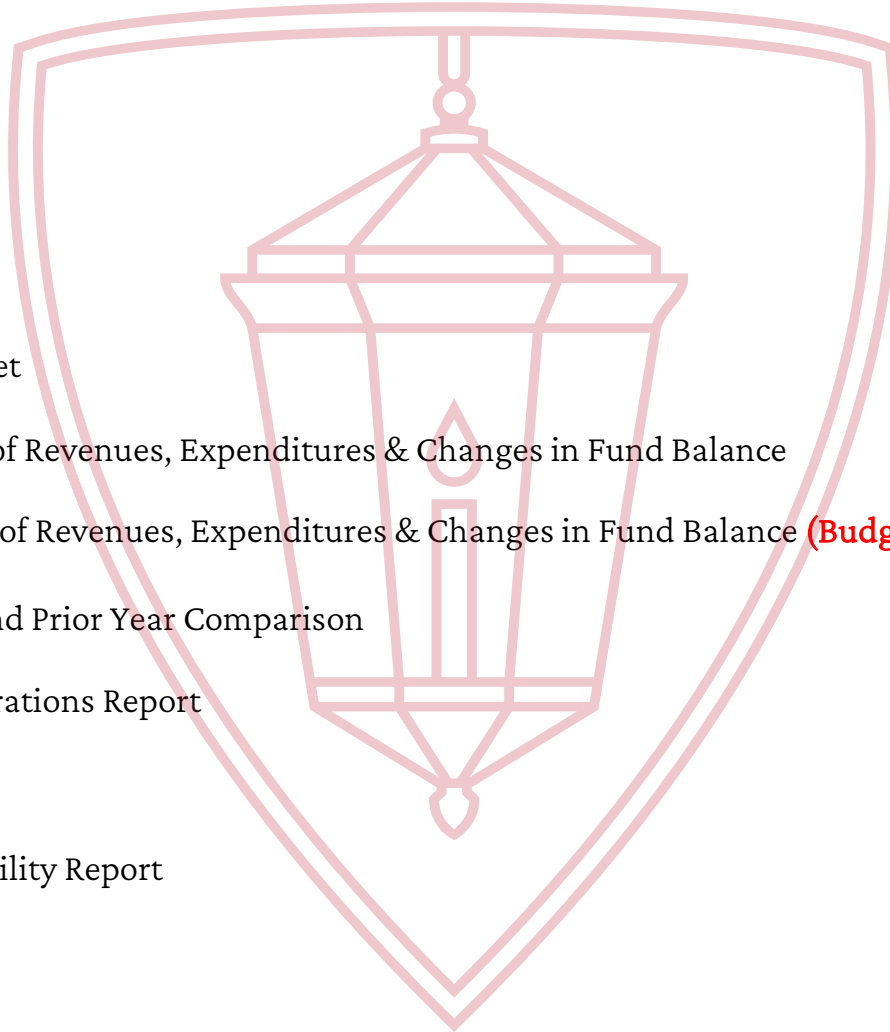 et
of Revenues, Expenditures & Changes in Fund Balance
of Revenues, Expenditures & Changes in Fund Balance (Budg
nd Prior Year Comparison
rations Report
ility Report